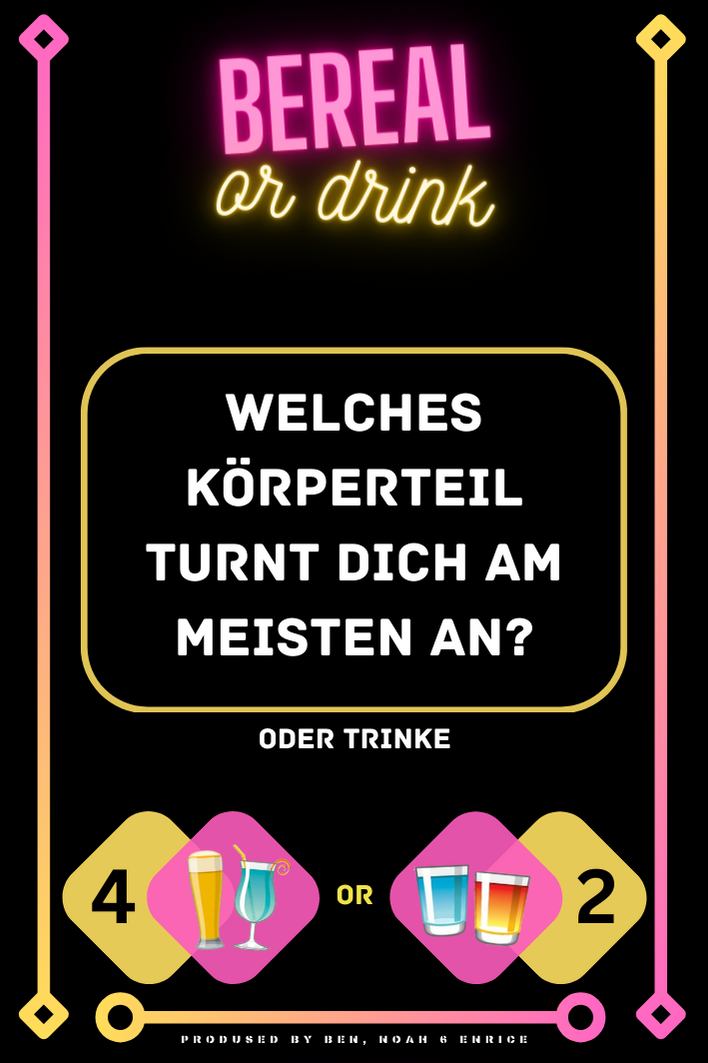 BEREAL
or drink
WELCHES
KÖRPERTEIL
TURNT DICH AM
MEISTEN AN?
ODER TRINKE
4 OR 2
PRODUSED BY BEN, NOAH & ENRICE